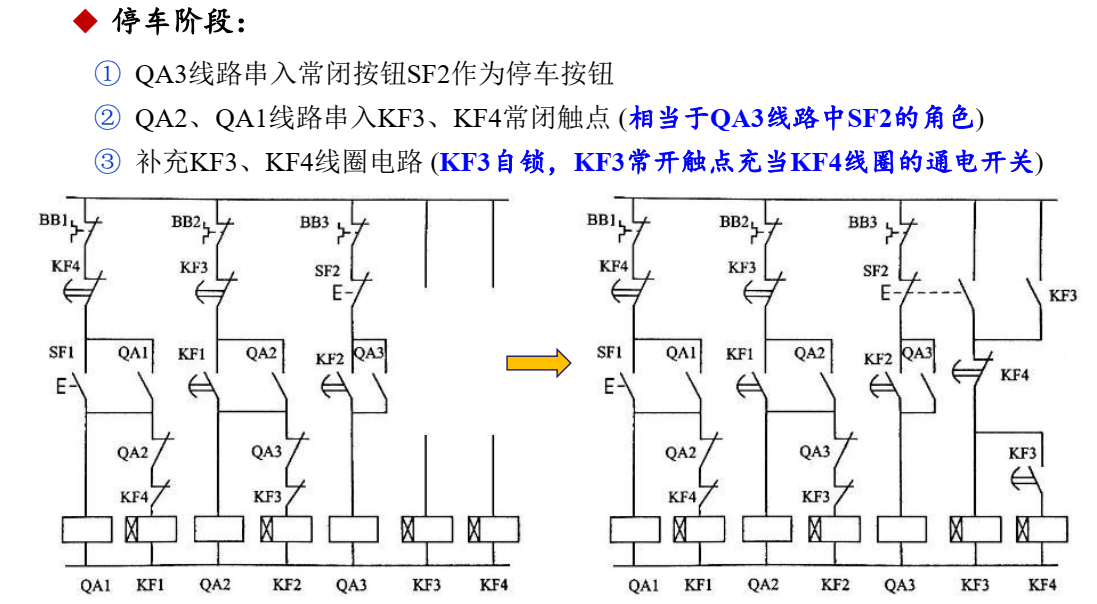 ◆ 停车阶段：
① QA3线路串入常闭按钮SF2作为停车按钮
② QA2、QA1线路串入KF3、KF4常闭触点 (相当于QA3线路中SF2的角色)
③ 补充KF3、KF4线圈电路 (KF3自锁，KF3常开触点充当KF4线圈的通电开关)
BB1 BB2 BB3
KF4 KF3 SF2
E
SF1 QA1 KF1 QA2 KF2 QA3
E
QA2 QA3
KF4 KF3
QA1 KF1 QA2 KF2 QA3 KF3 KF4
BB1 BB2 BB3
KF4 KF3 SF2
E KF3
SF1 QA1 KF1 QA2 KF2 QA3
E KF4
QA2 QA3 KF3
KF4 KF3
QA1 KF1 QA2 KF2 QA3 KF3 KF4